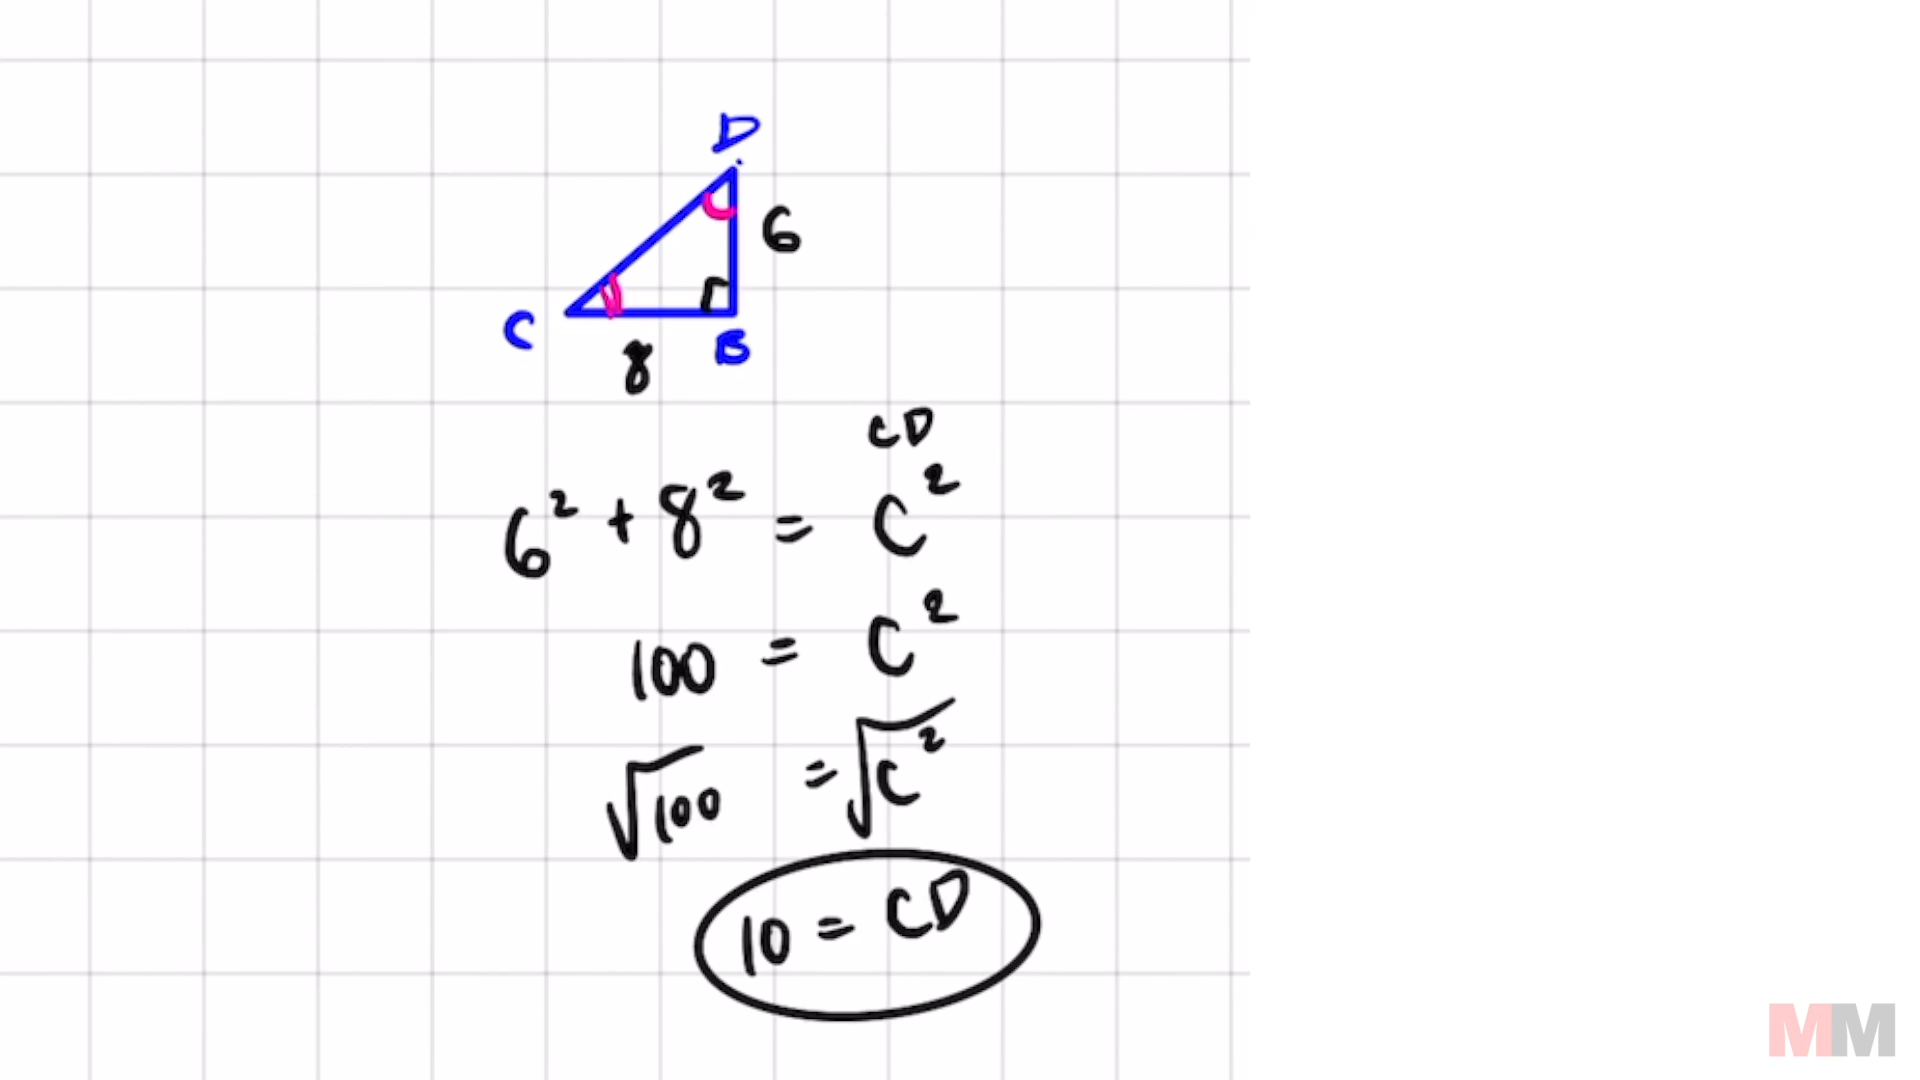 D
6
C
B
8
CD
6² + 8² = C²
100 = C²
√100 = √C²
10 = CD
MM